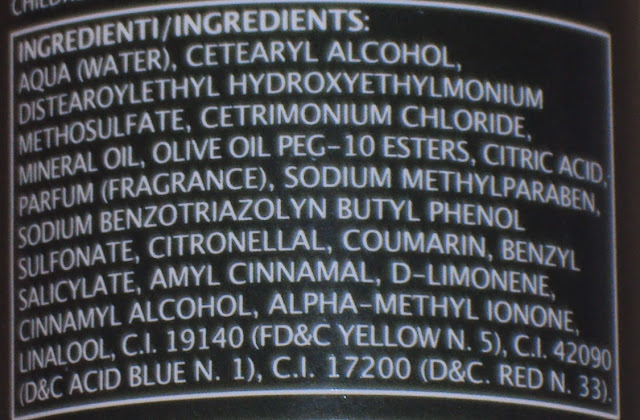 INGREDIENTI/INGREDIENTS:
AQUA (WATER), CETEARYL ALCOHOL,
DISTEAROYLETHYL HYDROXYETHYLMONIUM
METHOSULFATE, CETRIMONIUM CHLORIDE,
MINERAL OIL, OLIVE OIL PEG-10 ESTERS, CITRIC ACID,
PARFUM (FRAGRANCE), SODIUM METHYLPARABEN,
SODIUM BENZOTRIAZOLYN BUTYL PHENOL
SULFONATE, CITRONELLAL, COUMARIN, BENZYL
SALICYLATE, AMYL CINNAMAL, D-LIMONENE,
CINNAMYL ALCOHOL, ALPHA-METHYL IONONE,
LINALOOL, C.I. 19140 (FD&C YELLOW N. 5), C.I. 42090
(D&C ACID BLUE N. 1), C.I. 17200 (D&C. RED N. 33).